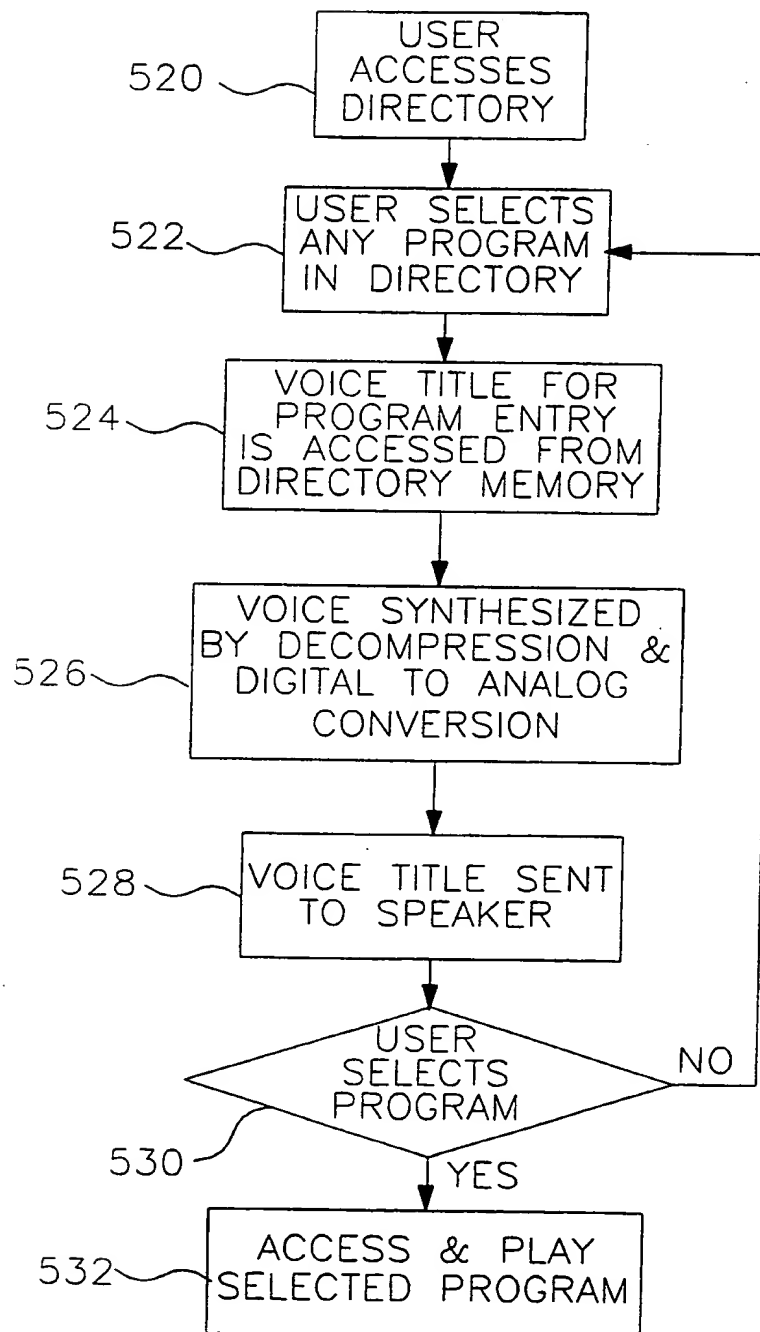 USER
ACCESSES
DIRECTORY
520
USER SELECTS
ANY PROGRAM
IN DIRECTORY
522
VOICE TITLE FOR
PROGRAM ENTRY
IS ACCESSED FROM
DIRECTORY MEMORY
524
VOICE SYNTHESIZED
BY DECOMPRESSION &
DIGITAL TO ANALOG
CONVERSION
526
VOICE TITLE SENT
TO SPEAKER
528
USER
SELECTS
PROGRAM
NO
530
YES
ACCESS & PLAY
SELECTED PROGRAM
532